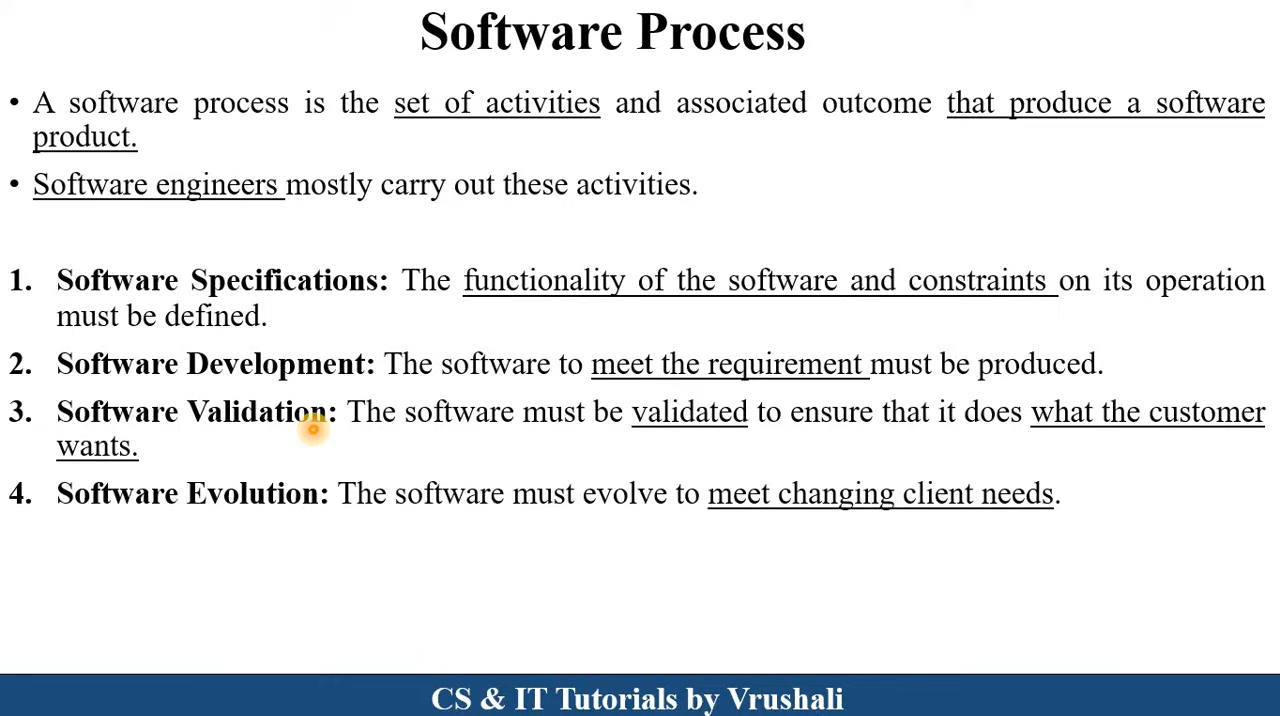 Software Process
• A software process is the set of activities and associated outcome that produce a software
product.
• Software engineers mostly carry out these activities.
1. Software Specifications: The functionality of the software and constraints on its operation
must be defined.
2. Software Development: The software to meet the requirement must be produced.
3. Software Validation: The software must be validated to ensure that it does what the customer
wants.
4. Software Evolution: The software must evolve to meet changing client needs.
CS & IT Tutorials by Vrushali